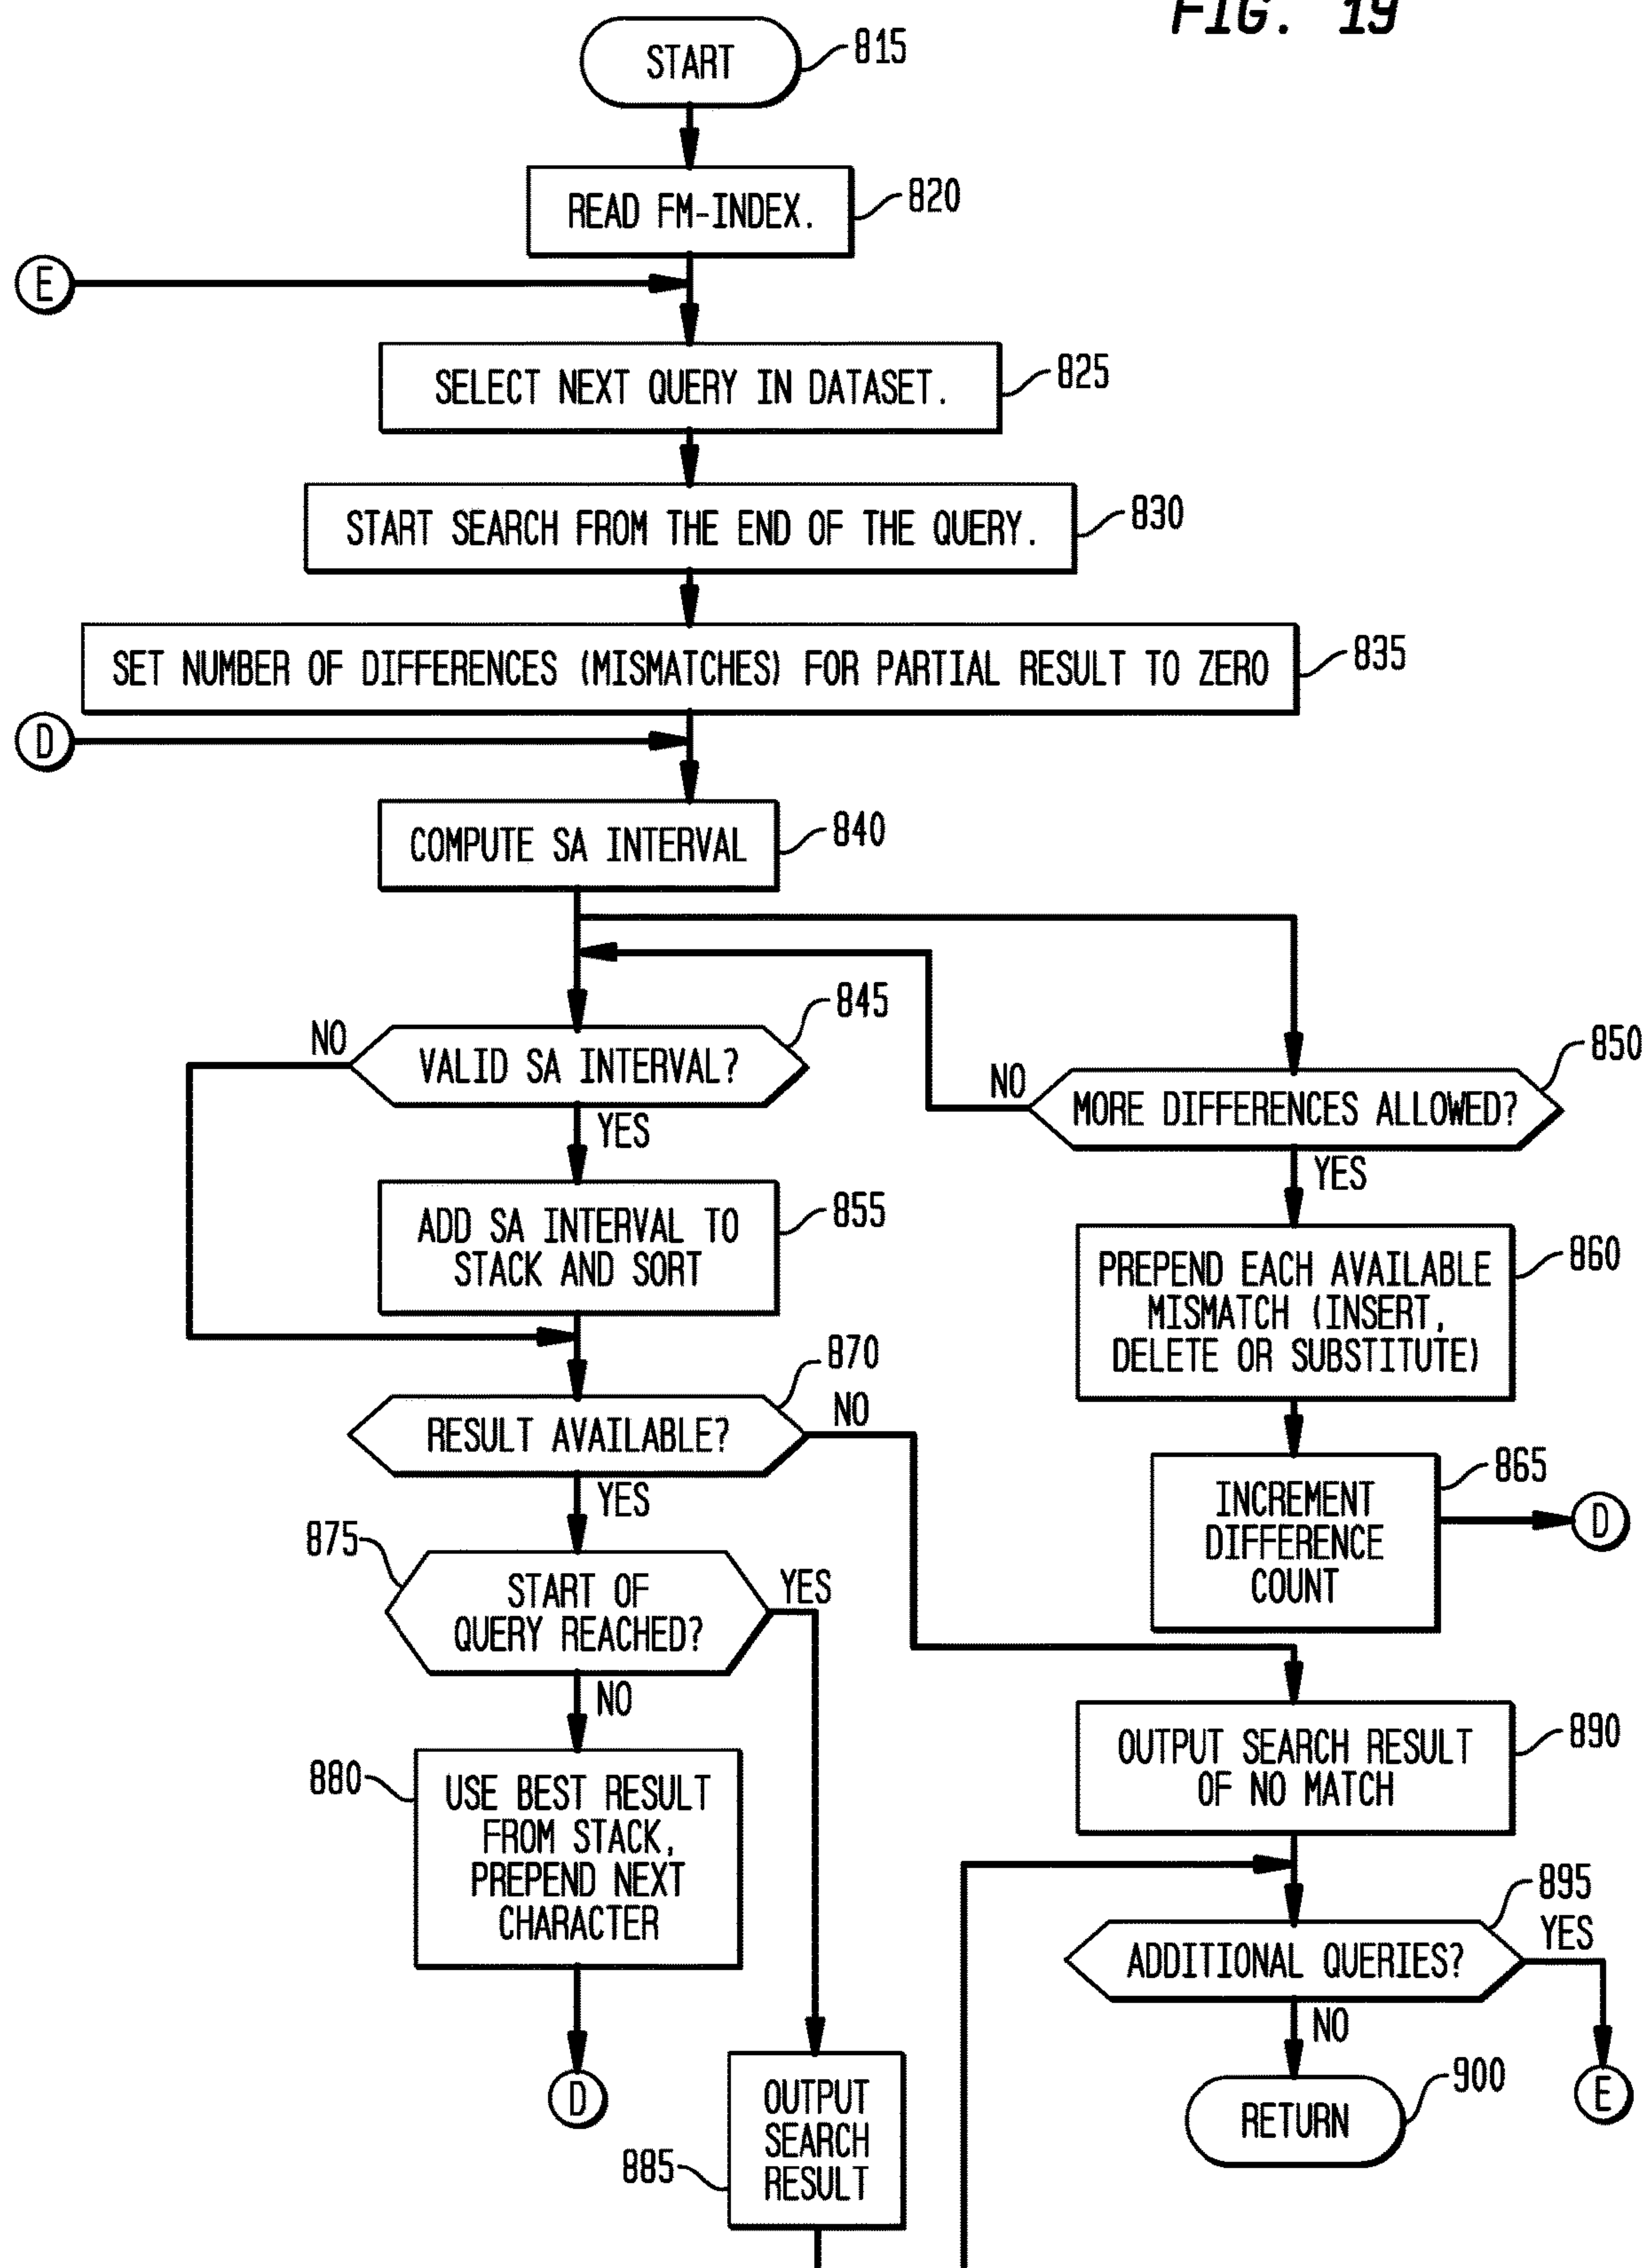 FIG. 19
START
815
READ FM-INDEX.
820
E
SELECT NEXT QUERY IN DATASET.
825
START SEARCH FROM THE END OF THE QUERY.
830
SET NUMBER OF DIFFERENCES (MISMATCHES) FOR PARTIAL RESULT TO ZERO
835
D
COMPUTE SA INTERVAL
840
845
NO
VALID SA INTERVAL?
YES
850
NO
MORE DIFFERENCES ALLOWED?
YES
ADD SA INTERVAL TO
STACK AND SORT
855
PREPEND EACH AVAILABLE
MISMATCH (INSERT,
DELETE OR SUBSTITUTE)
860
870
RESULT AVAILABLE?
NO
YES
INCREMENT
DIFFERENCE
COUNT
865
D
875
START OF
QUERY REACHED?
YES
NO
OUTPUT SEARCH RESULT
OF NO MATCH
890
880
USE BEST RESULT
FROM STACK,
PREPEND NEXT
CHARACTER
D
895
ADDITIONAL QUERIES?
YES
NO
E
OUTPUT
SEARCH
RESULT
885
RETURN
900